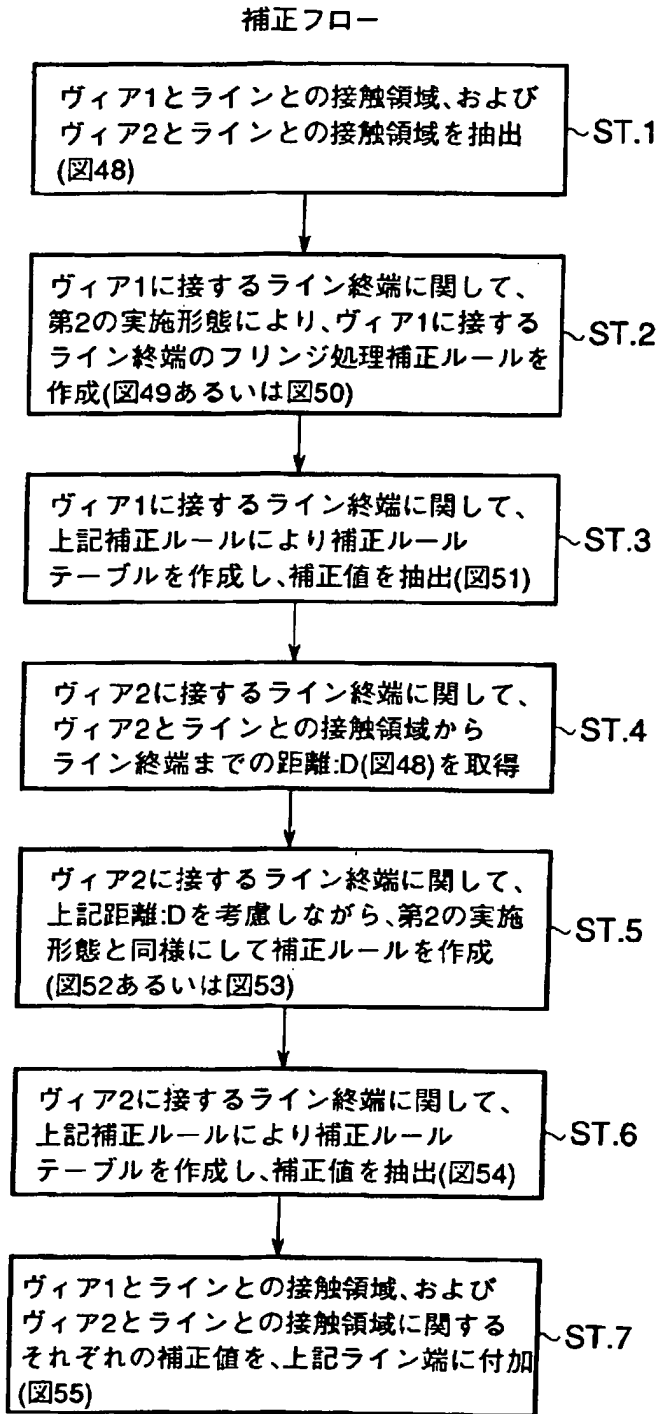 補正フロー
ヴィア1とラインとの接触領域、および
ヴィア2とラインとの接触領域を抽出
(図48)
ST.1
ヴィア1に接するライン終端に関して、
第2の実施形態により、ヴィア1に接する
ライン終端のフリンジ処理補正ルールを
作成(図49あるいは図50)
ST.2
ヴィア1に接するライン終端に関して、
上記補正ルールにより補正ルール
テーブルを作成し、補正値を抽出(図51)
ST.3
ヴィア2に接するライン終端に関して、
ヴィア2とラインとの接触領域から
ライン終端までの距離:D(図48)を取得
ST.4
ヴィア2に接するライン終端に関して、
上記距離:Dを考慮しながら、第2の実施
形態と同様にして補正ルールを作成
(図52あるいは図53)
ST.5
ヴィア2に接するライン終端に関して、
上記補正ルールにより補正ルール
テーブルを作成し、補正値を抽出(図54)
ST.6
ヴィア1とラインとの接触領域、および
ヴィア2とラインとの接触領域に関する
それぞれの補正値を、上記ライン端に付加
(図55)
ST.7